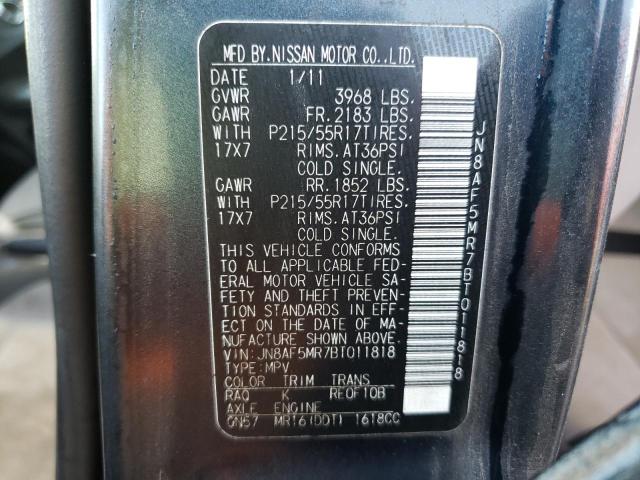 MFD BY.NISSAN MOTOR CO.,LTD.
DATE 1/11
GVWR 3968 LBS.
GAWR FR.2183 LBS.
WITH P215/55R17TIRES.
17X7 RIMS.AT36PSI
COLD SINGLE.
GAWR RR.1852 LBS.
WITH P215/55R17TIRES.
17X7 RIMS.AT36PSI
COLD SINGLE.
THIS VEHICLE CONFORMS
TO ALL APPLICABLE FED-
ERAL MOTOR VEHICLE SA-
FETY AND THEFT PREVEN-
TION STANDARDS IN EFF-
ECT ON THE DATE OF MA-
NUFACTURE SHOWN ABOVE.
VIN:JN8AF5MR7BT011818
TYPE:MPV
COLOR TRIM TRANS
RAQ K RE0F10B
AXLE ENGINE
GN57 MR16(DDT) 1618CC
JN8AF5MR7BT011818